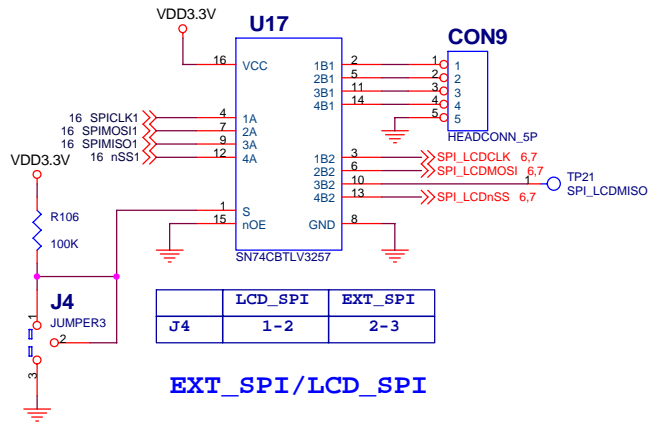 VDD3.3V
U17
CON9
16 VCC
1B1 2 1 1
2B1 5 2 2
3B1 11 3 3
4B1 14 4 4
5 5
HEADCONN_5P
16 SPICLK1 4 1A
16 SPIMOSI1 7 2A
16 SPIMISO1 9 3A
16 nSS1 12 4A
1B2 3 SPI_LCDCLK 6,7
2B2 6 SPI_LCDMOSI 6,7
3B2 10 1 TP21
SPI_LCDMISO
4B2 13 SPI_LCDnSS 6,7
VDD3.3V
1 S
15 nOE
GND 8
SN74CBTLV3257
R106
100K
J4
JUMPER3
1
2
3
LCD_SPI EXT_SPI
J4 1-2 2-3
EXT_SPI/LCD_SPI